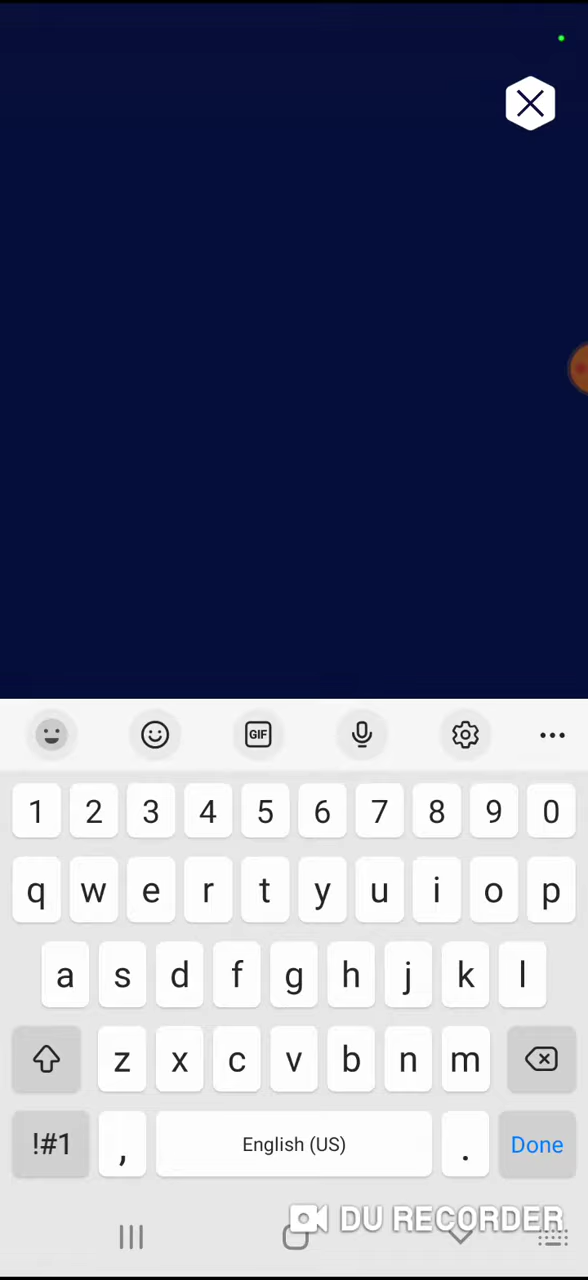 GIF
1 2 3 4 5 6 7 8 9 0
q w e r t y u i o p
a s d f g h j k l
z x c v b n m
!#1 , English (US) . Done
DU RECORDER